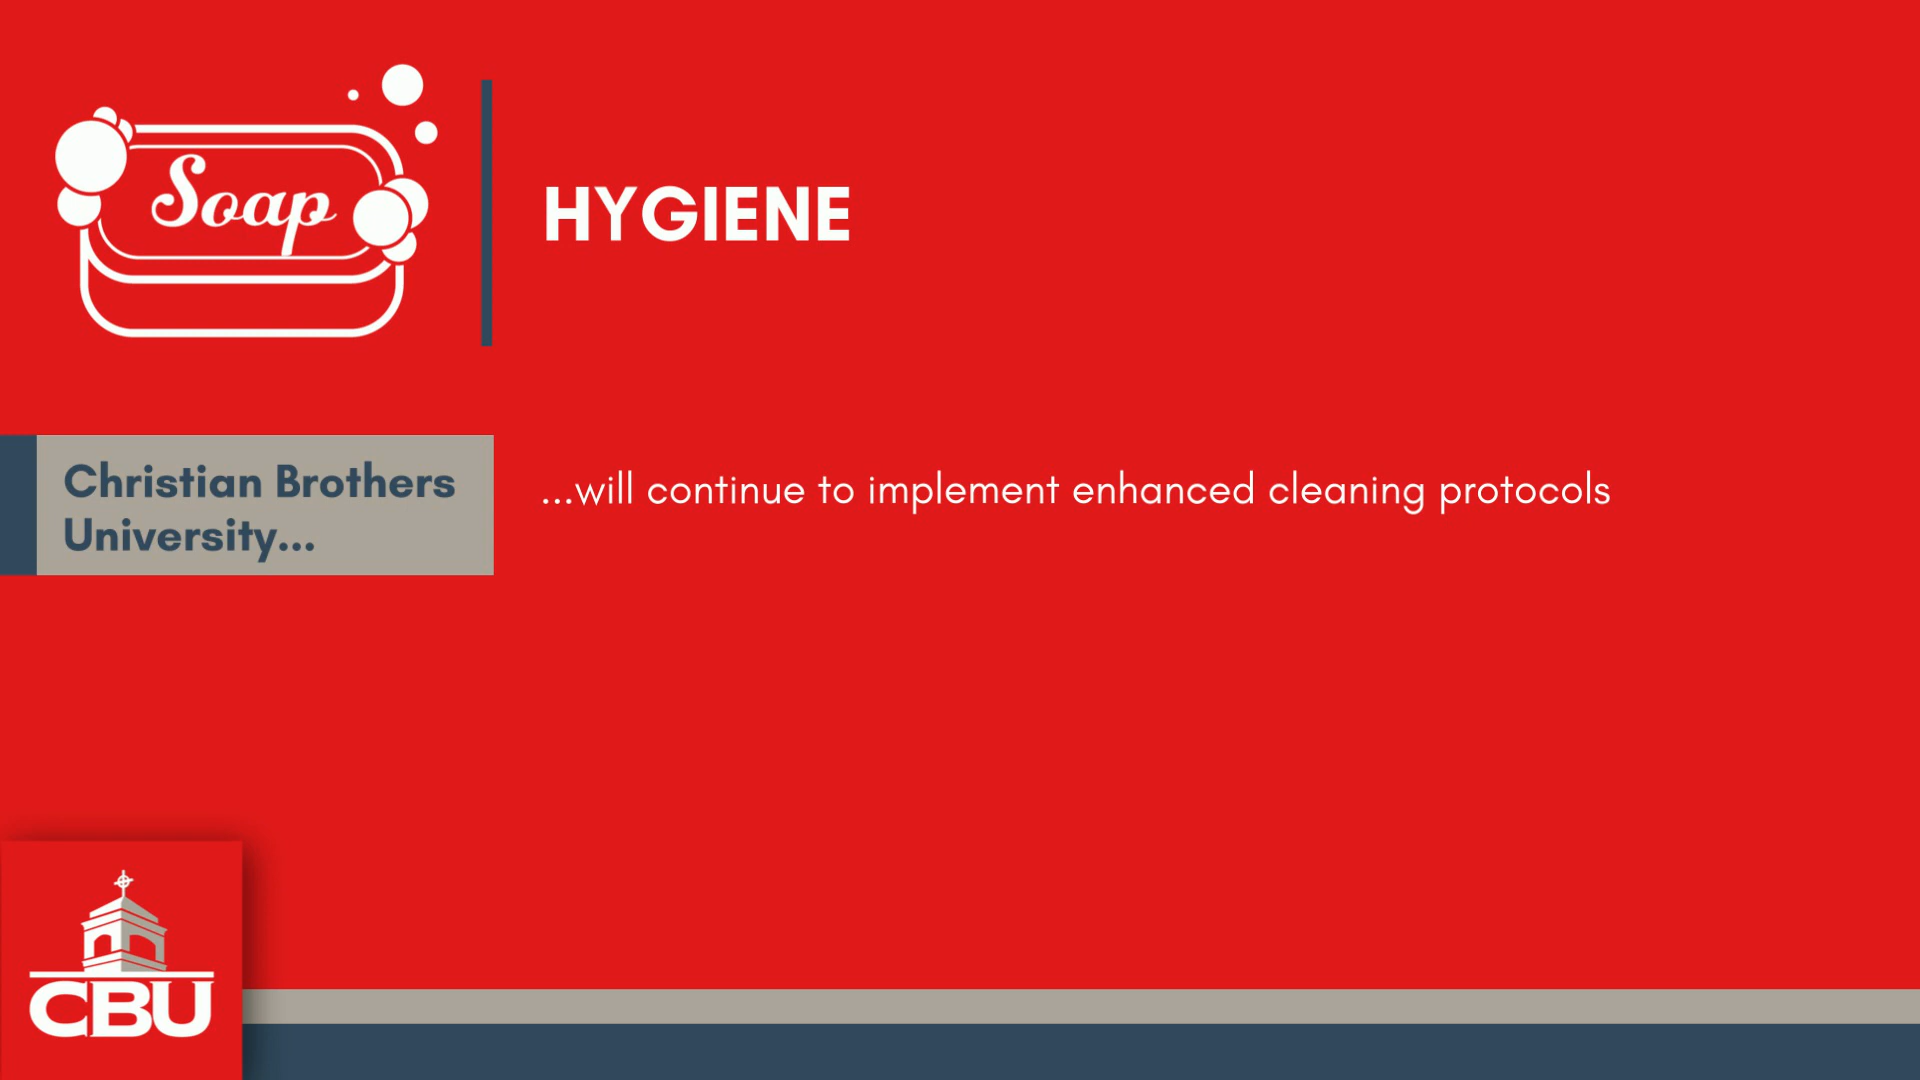 Soap
HYGIENE
Christian Brothers
University...
...will continue to implement enhanced cleaning protocols
CBU